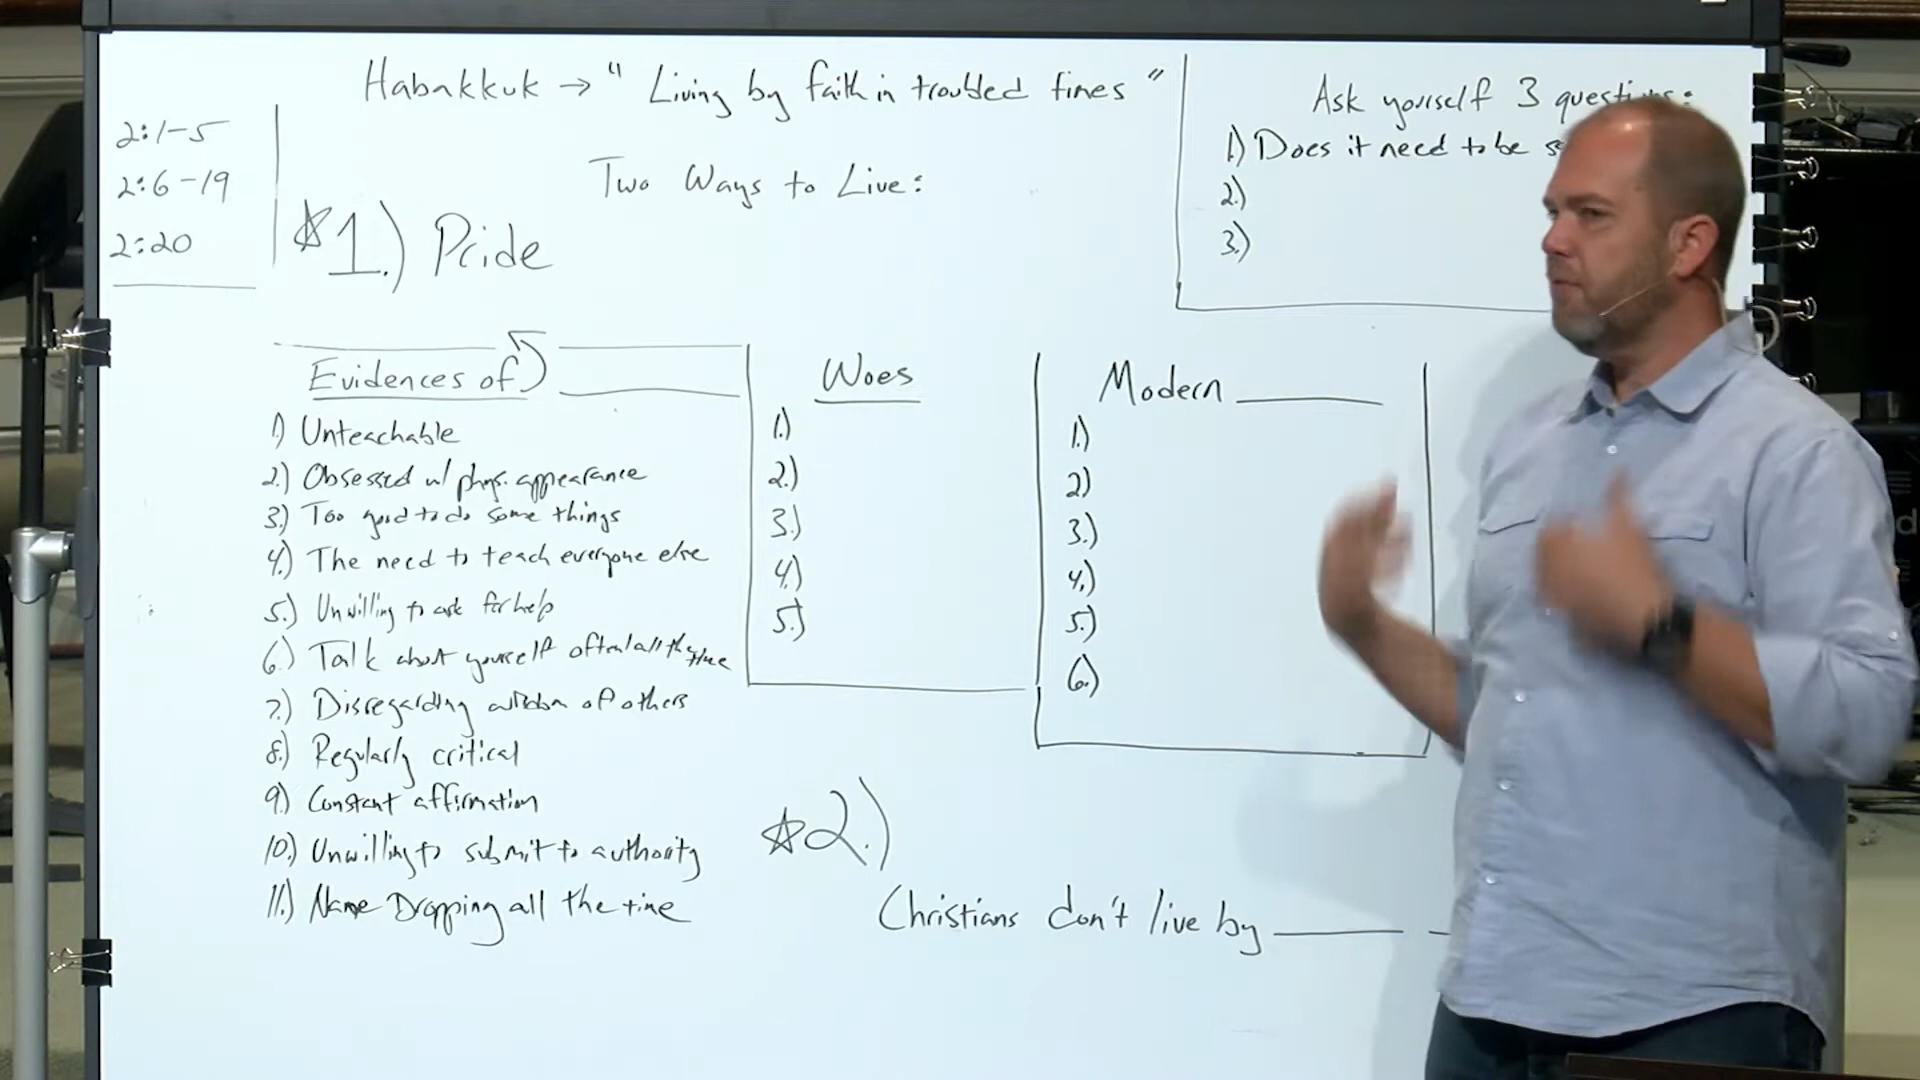 Habakkuk → "Living by faith in troubled times"
2:1-5
2:6-19
2:20
Two Ways to Live:
☆1.) Pride
Ask yourself 3 questions:
1.) Does it need to be s
2.)
3.)
Evidences of
1.) Unteachable
2.) Obsessed w/ phys. appearance
3.) Too good to do some things
4.) The need to teach everyone else
5.) Unwilling to ask for help
6.) Talk about yourself often/all the time
7.) Disregarding wisdom of others
8.) Regularly critical
9.) Constant affirmation
10.) Unwilling to submit to authority
11.) Name Dropping all the time
Woes
1.)
2.)
3.)
4.)
5.)
Modern ______
1.)
2.)
3.)
4.)
5.)
6.)
☆2.)
Christians don't live by ______ _
d